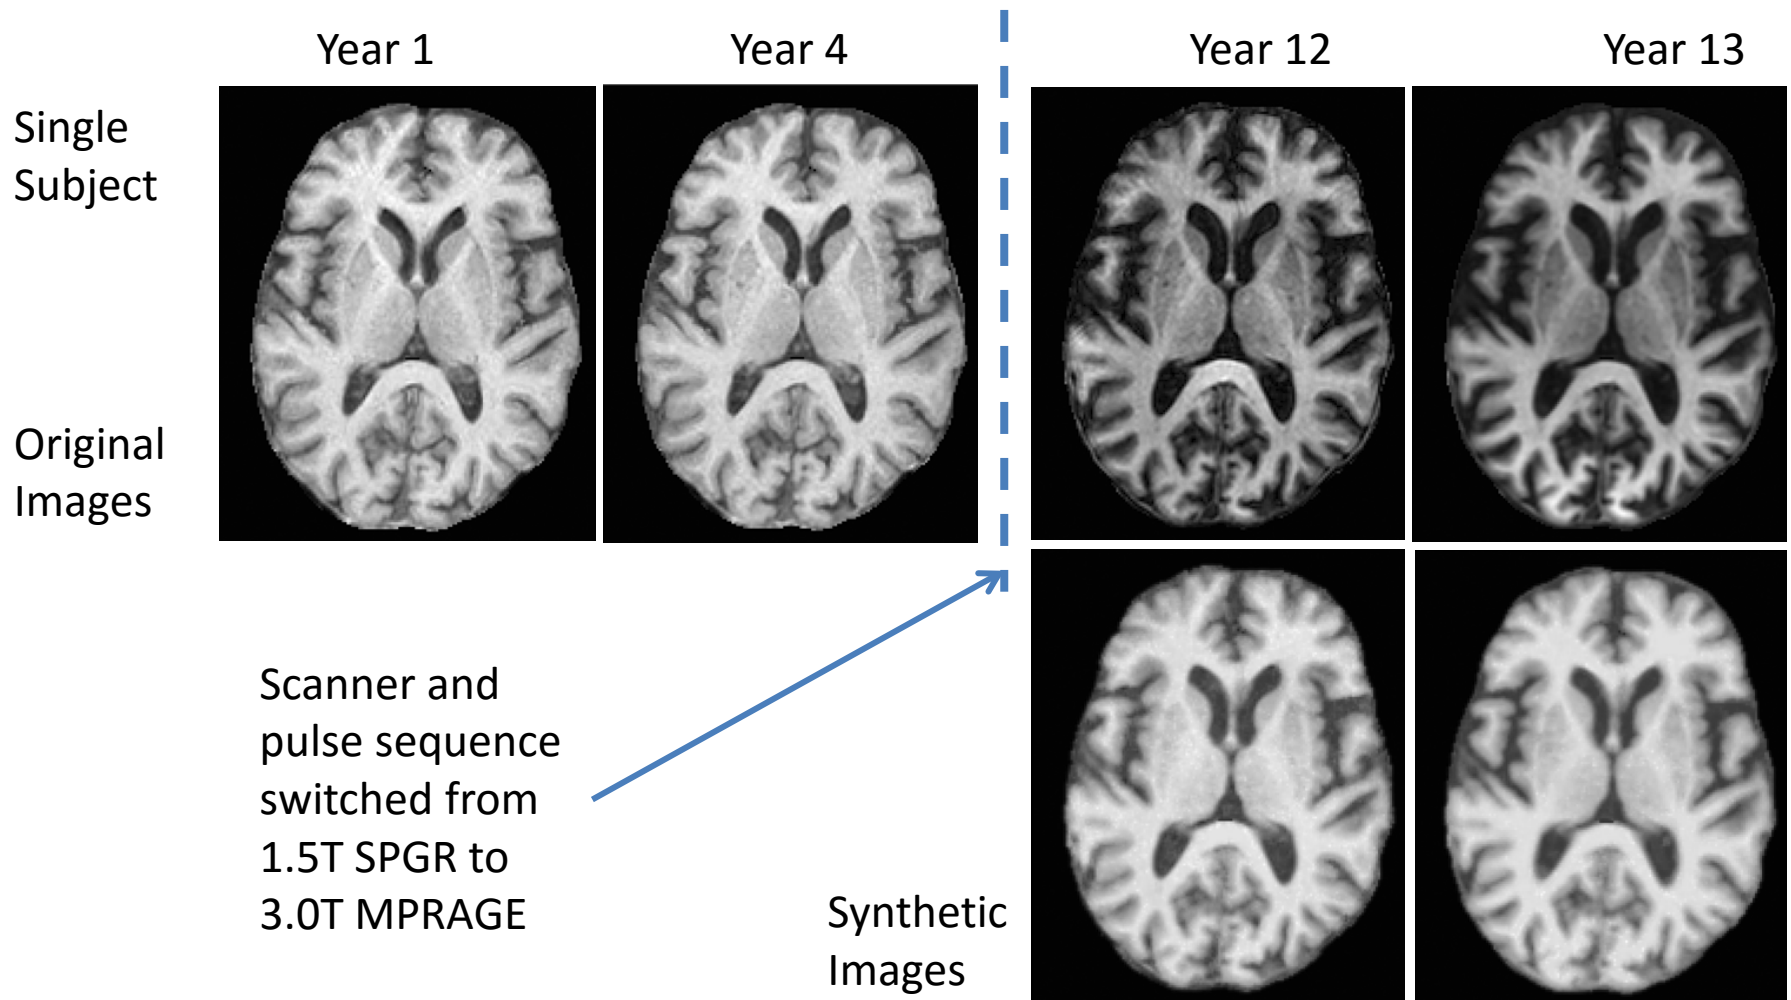 Year 1
Year 4
Year 12
Year 13
Single
Subject
Original
Images
Scanner and
pulse sequence
switched from
1.5T SPGR to
3.0T MPRAGE
Synthetic
Images